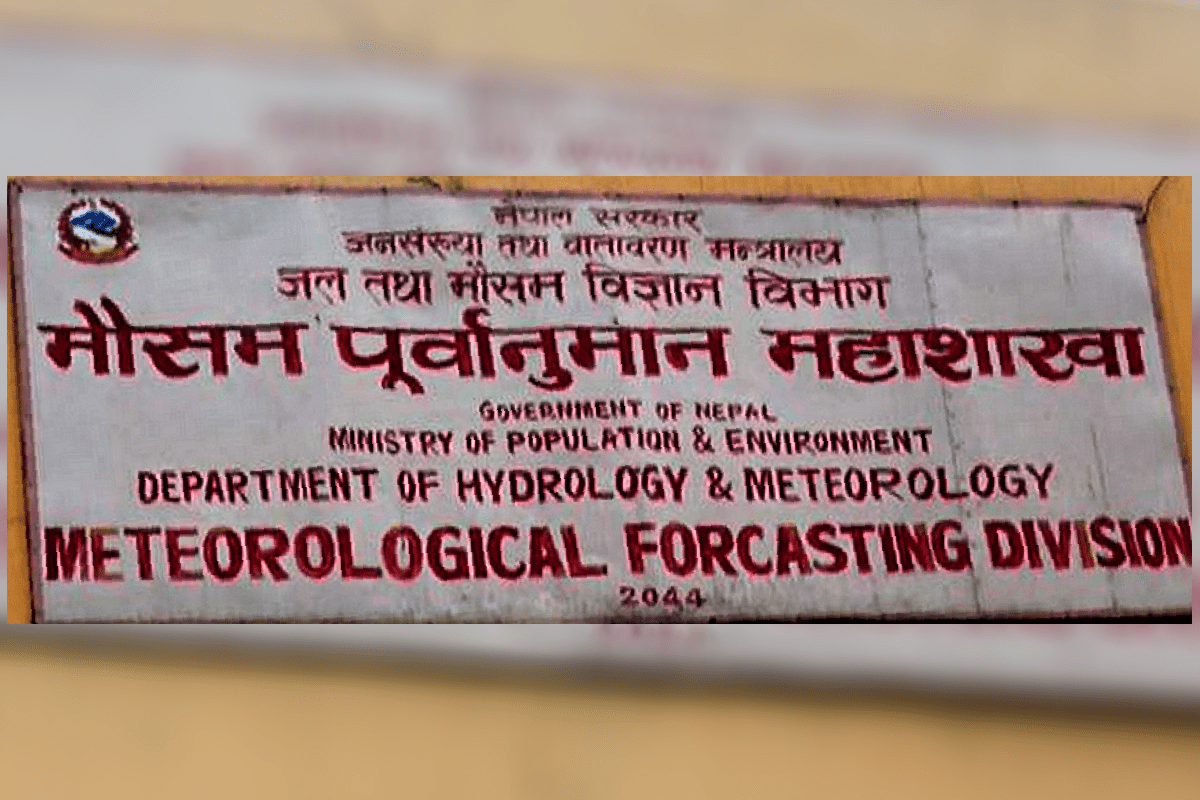 नेपाल सरकार
जनसंख्या तथा वातावरण मन्त्रालय
जल तथा मौसम विज्ञान विभाग
मौसम पूर्वानुमान महाशाखा
GOVERNMENT OF NEPAL
MINISTRY OF POPULATION & ENVIRONMENT
DEPARTMENT OF HYDROLOGY & METEOROLOGY
METEOROLOGICAL FORCASTING DIVISION
2044